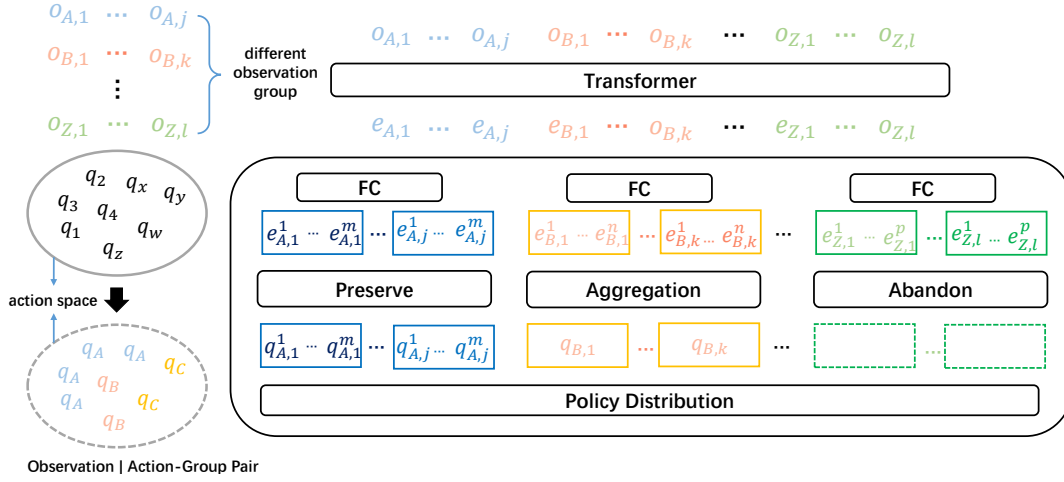 o_{A,1} ... o_{A,j}
o_{B,1} ... o_{B,k}
⋮
o_{Z,1} ... o_{Z,l}
different
observation
group
o_{A,1} ... o_{A,j} o_{B,1} ... o_{B,k} ... o_{Z,1} ... o_{Z,l}
Transformer
e_{A,1} ... e_{A,j} e_{B,1} ... o_{B,k} ... e_{Z,1} ... o_{Z,l}
q_2 q_x q_y
q_3 q_4
q_1 q_w
q_z
action space
q_A q_A q_C
q_A q_B
q_A q_C
q_B
Observation | Action-Group Pair
FC FC FC
e^1_{A,1} ... e^m_{A,1} ... e^1_{A,j} ... e^m_{A,j} e^1_{B,1} ... e^n_{B,1} ... e^1_{B,k} ... e^n_{B,k} ... e^1_{Z,1} ... e^p_{Z,1} ... e^1_{Z,l} ... e^p_{Z,l}
Preserve Aggregation Abandon
q^1_{A,1} ... q^m_{A,1} ... q^1_{A,j} ... q^m_{A,j} q_{B,1} ... q_{B,k} ... ...
Policy Distribution